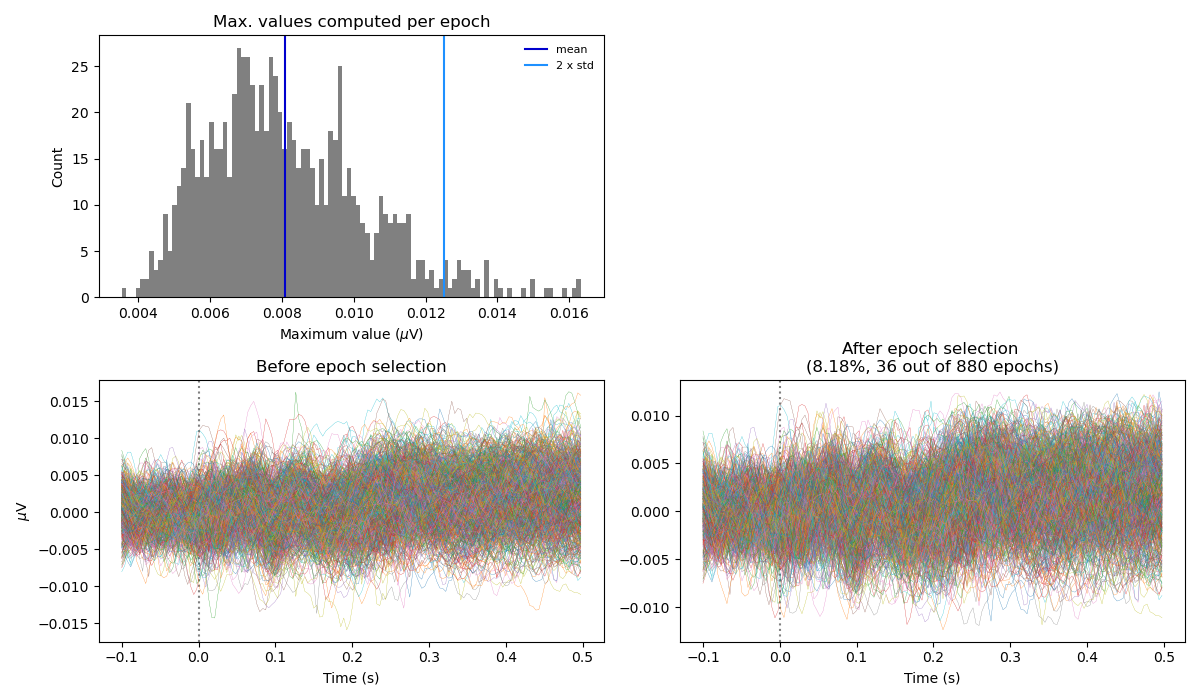 Max. values computed per epoch
mean
2 x std
25
20
15
10
5
0
Count
0.004 0.006 0.008 0.010 0.012 0.014 0.016
Maximum value (μV)
Before epoch selection
0.015
0.010
0.005
0.000
−0.005
−0.010
−0.015
μV
−0.1 0.0 0.1 0.2 0.3 0.4 0.5
Time (s)
After epoch selection
(8.18%, 36 out of 880 epochs)
0.010
0.005
0.000
−0.005
−0.010
−0.1 0.0 0.1 0.2 0.3 0.4 0.5
Time (s)